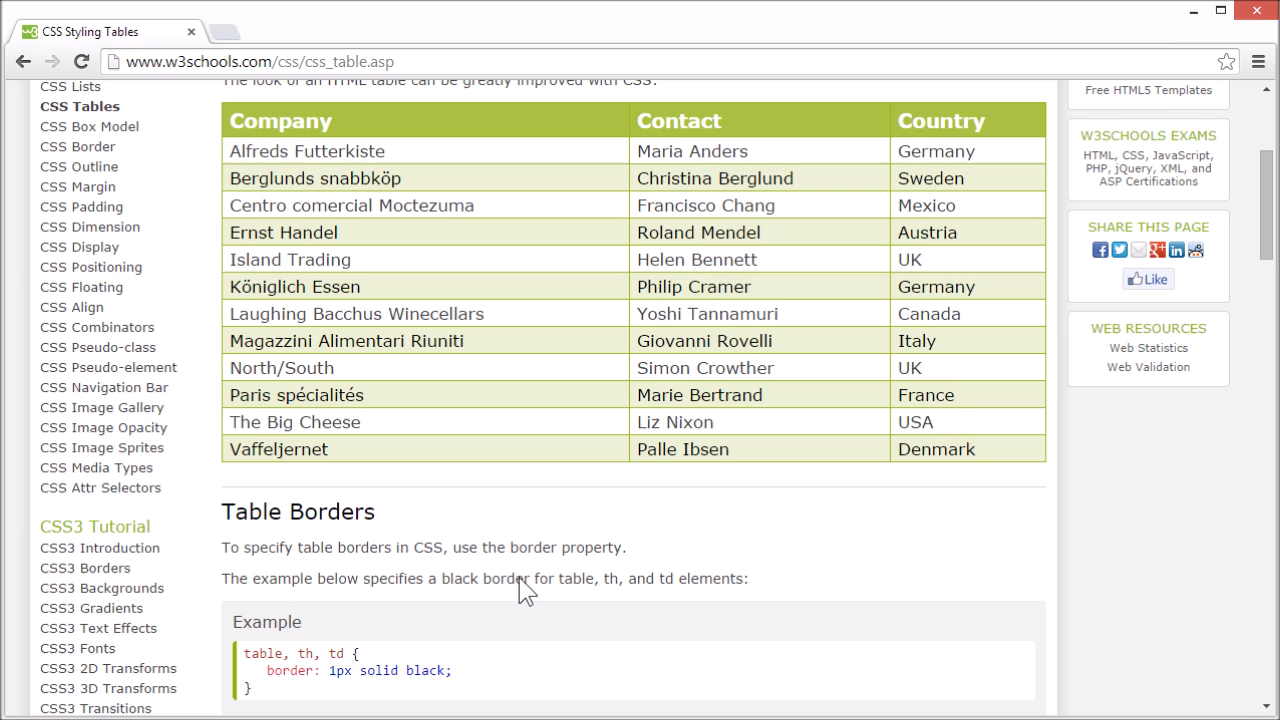 CSS Styling Tables
www.w3schools.com/css/css_table.asp
The look of an HTML table can be greatly improved with CSS:
CSS Lists
CSS Tables
CSS Box Model
CSS Border
CSS Outline
CSS Margin
CSS Padding
CSS Dimension
CSS Display
CSS Positioning
CSS Floating
CSS Align
CSS Combinators
CSS Pseudo-class
CSS Pseudo-element
CSS Navigation Bar
CSS Image Gallery
CSS Image Opacity
CSS Image Sprites
CSS Media Types
CSS Attr Selectors
CSS3 Tutorial
CSS3 Introduction
CSS3 Borders
CSS3 Backgrounds
CSS3 Gradients
CSS3 Text Effects
CSS3 Fonts
CSS3 2D Transforms
CSS3 3D Transforms
CSS3 Transitions
Company Contact Country
Alfreds Futterkiste Maria Anders Germany
Berglunds snabbköp Christina Berglund Sweden
Centro comercial Moctezuma Francisco Chang Mexico
Ernst Handel Roland Mendel Austria
Island Trading Helen Bennett UK
Königlich Essen Philip Cramer Germany
Laughing Bacchus Winecellars Yoshi Tannamuri Canada
Magazzini Alimentari Riuniti Giovanni Rovelli Italy
North/South Simon Crowther UK
Paris spécialités Marie Bertrand France
The Big Cheese Liz Nixon USA
Vaffeljernet Palle Ibsen Denmark
Table Borders
To specify table borders in CSS, use the border property.
The example below specifies a black border for table, th, and td elements:
Example
table, th, td {
border: 1px solid black;
}
Free HTML5 Templates
W3SCHOOLS EXAMS
HTML, CSS, JavaScript,
PHP, jQuery, XML, and
ASP Certifications
SHARE THIS PAGE
Like
WEB RESOURCES
Web Statistics
Web Validation